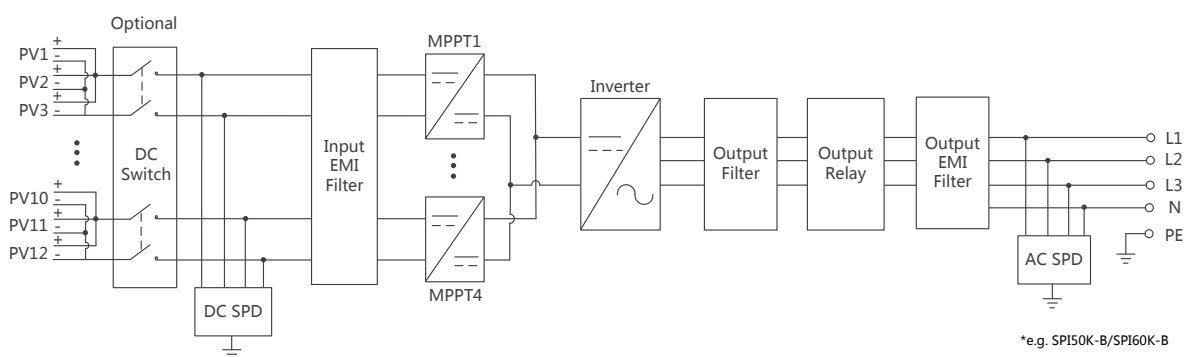 Optional
PV1
+
-
PV2
+
-
PV3
+
-
PV10
+
-
PV11
+
-
PV12
+
-
DC
Switch
DC SPD
Input
EMI
Filter
MPPT1
MPPT4
Inverter
Output
Filter
Output
Relay
Output
EMI
Filter
AC SPD
L1
L2
L3
N
PE
*e.g. SPI50K-B/SPI60K-B